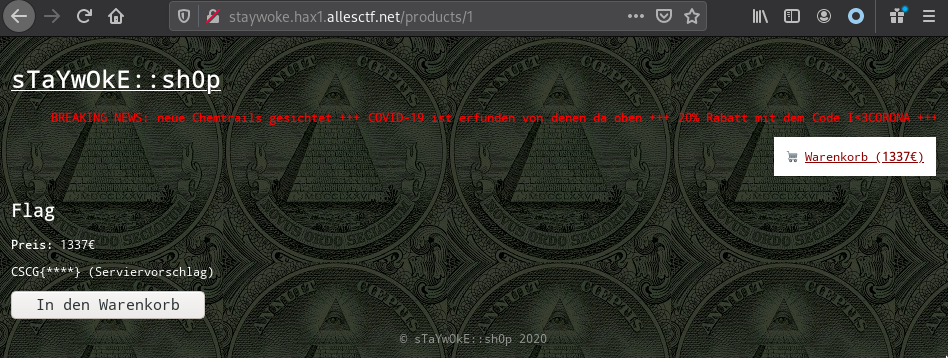 staywoke.hax1.allesctf.net/products/1
sTaYwOkE::shOp
BREAKING NEWS: neue Chemtrails gesichtet +++ COVID-19 ist erfunden von denen da oben +++ 20% Rabatt mit dem Code I<3CORONA +++
Warenkorb (1337€)
Flag
Preis: 1337€
CSCG{****} (Serviervorschlag)
In den Warenkorb
© sTaYwOkE::shOp 2020